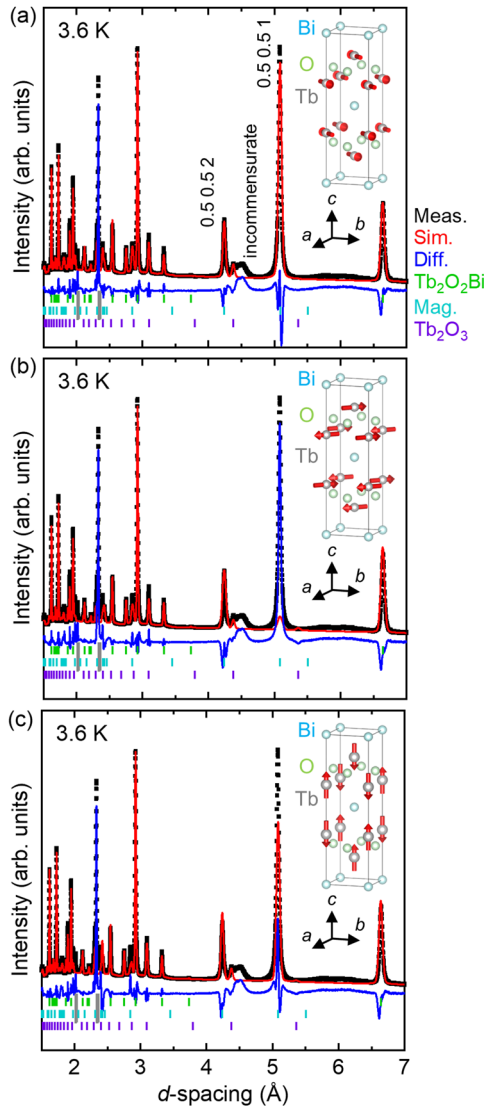 (a)
3.6 K
Bi
O
Tb
0.5 0.5 2
incommensurate
0.5 0.5 1
c
a
b
Intensity (arb. units)
Meas.
Sim.
Diff.
Tb₂O₂Bi
Mag.
Tb₂O₃
(b)
3.6 K
Bi
O
Tb
c
a
b
Intensity (arb. units)
(c)
3.6 K
Bi
O
Tb
c
a
b
Intensity (arb. units)
2 3 4 5 6 7
d-spacing (Å)